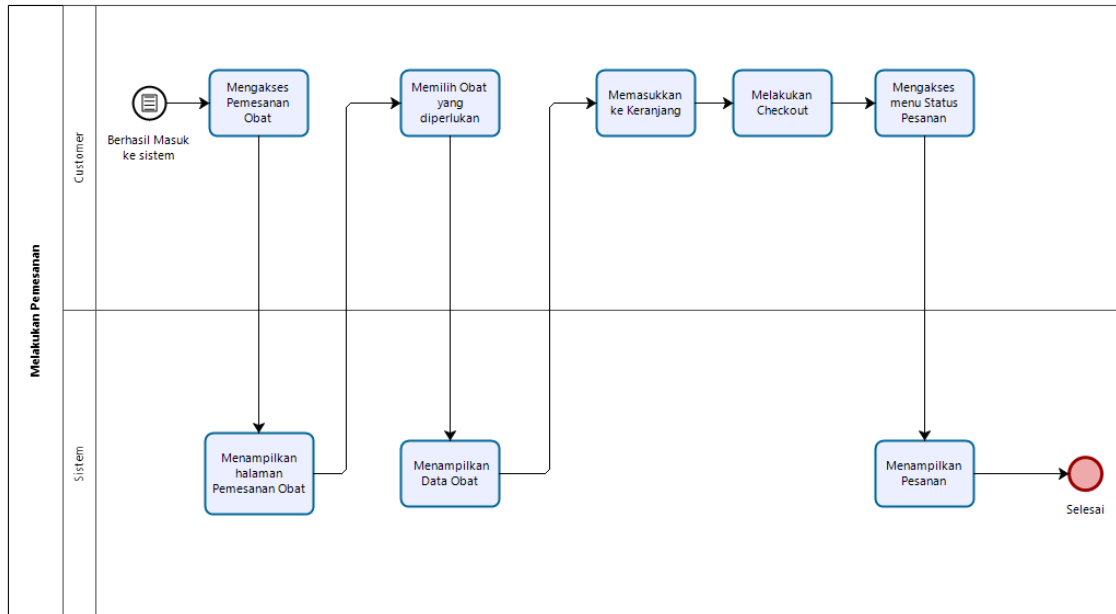 Melakukan Pemesanan
Customer
Berhasil Masuk
ke sistem
Mengakses
Pemesanan
Obat
Memilih Obat
yang
diperlukan
Memasukkan
ke Keranjang
Melakukan
Checkout
Mengakses
menu Status
Pesanan
Sistem
Menampilkan
halaman
Pemesanan Obat
Menampilkan
Data Obat
Menampilkan
Pesanan
Selesai